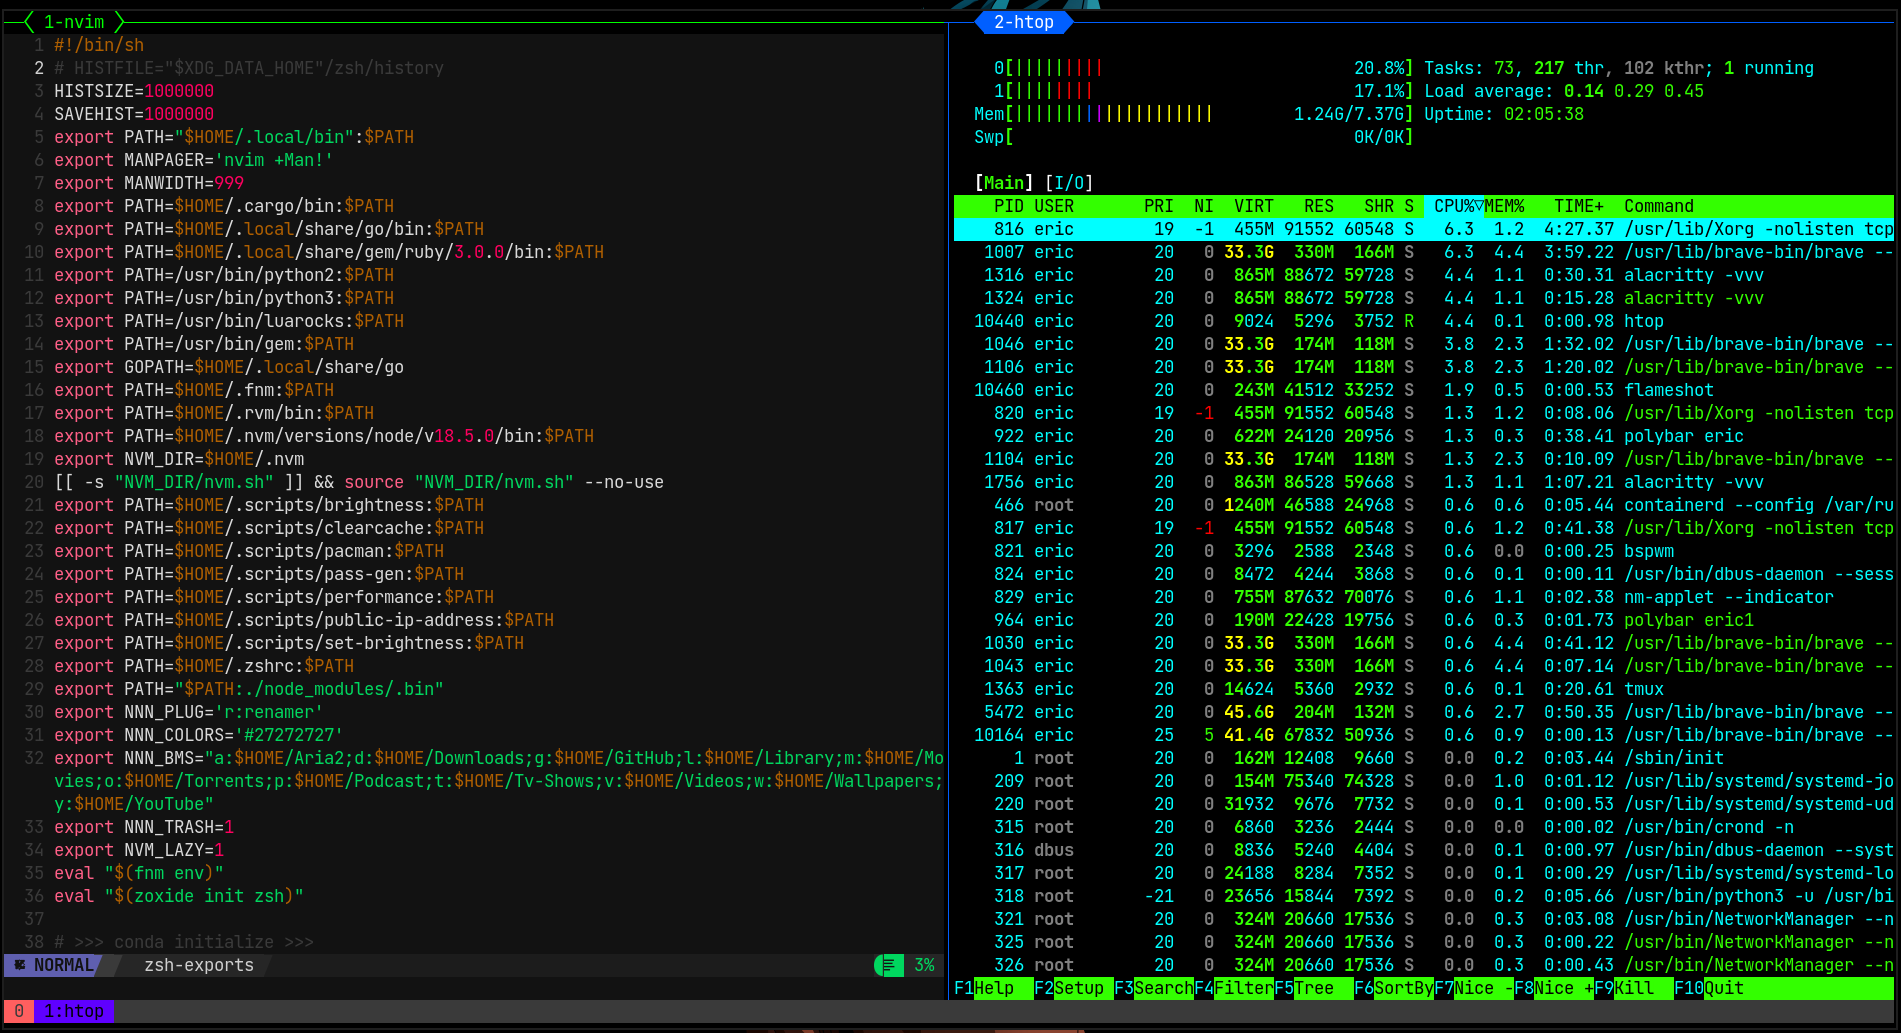 1-nvim
1 #!/bin/sh
2 # HISTFILE="$XDG_DATA_HOME"/zsh/history
3 HISTSIZE=1000000
4 SAVEHIST=1000000
5 export PATH="$HOME/.local/bin":$PATH
6 export MANPAGER='nvim +Man!'
7 export MANWIDTH=999
8 export PATH=$HOME/.cargo/bin:$PATH
9 export PATH=$HOME/.local/share/go/bin:$PATH
10 export PATH=$HOME/.local/share/gem/ruby/3.0.0/bin:$PATH
11 export PATH=/usr/bin/python2:$PATH
12 export PATH=/usr/bin/python3:$PATH
13 export PATH=/usr/bin/luarocks:$PATH
14 export PATH=/usr/bin/gem:$PATH
15 export GOPATH=$HOME/.local/share/go
16 export PATH=$HOME/.fnm:$PATH
17 export PATH=$HOME/.rvm/bin:$PATH
18 export PATH=$HOME/.nvm/versions/node/v18.5.0/bin:$PATH
19 export NVM_DIR=$HOME/.nvm
20 [[ -s "NVM_DIR/nvm.sh" ]] && source "NVM_DIR/nvm.sh" --no-use
21 export PATH=$HOME/.scripts/brightness:$PATH
22 export PATH=$HOME/.scripts/clearcache:$PATH
23 export PATH=$HOME/.scripts/pacman:$PATH
24 export PATH=$HOME/.scripts/pass-gen:$PATH
25 export PATH=$HOME/.scripts/performance:$PATH
26 export PATH=$HOME/.scripts/public-ip-address:$PATH
27 export PATH=$HOME/.scripts/set-brightness:$PATH
28 export PATH=$HOME/.zshrc:$PATH
29 export PATH="$PATH:./node_modules/.bin"
30 export NNN_PLUG='r:renamer'
31 export NNN_COLORS='#27272727'
32 export NNN_BMS="a:$HOME/Aria2;d:$HOME/Downloads;g:$HOME/GitHub;l:$HOME/Library;m:$HOME/Mo
vies;o:$HOME/Torrents;p:$HOME/Podcast;t:$HOME/Tv-Shows;v:$HOME/Videos;w:$HOME/Wallpapers;
y:$HOME/YouTube"
33 export NNN_TRASH=1
34 export NVM_LAZY=1
35 eval "$(fnm env)"
36 eval "$(zoxide init zsh)"
37
38 # >>> conda initialize >>>
NORMAL zsh-exports 3%
2-htop
0[||||||||| 20.8%] Tasks: 73, 217 thr, 102 kthr; 1 running
1[|||||||| 17.1%] Load average: 0.14 0.29 0.45
Mem[|||||||||||||||||||| 1.24G/7.37G] Uptime: 02:05:38
Swp[ 0K/0K]
[Main] [I/O]
PID USER PRI NI VIRT RES SHR S CPU%▽MEM% TIME+ Command
816 eric 19 -1 455M 91552 60548 S 6.3 1.2 4:27.37 /usr/lib/Xorg -nolisten tcp
1007 eric 20 0 33.3G 330M 166M S 6.3 4.4 3:59.22 /usr/lib/brave-bin/brave --
1316 eric 20 0 865M 88672 59728 S 4.4 1.1 0:30.31 alacritty -vvv
1324 eric 20 0 865M 88672 59728 S 4.4 1.1 0:15.28 alacritty -vvv
10440 eric 20 0 9024 5296 3752 R 4.4 0.1 0:00.98 htop
1046 eric 20 0 33.3G 174M 118M S 3.8 2.3 1:32.02 /usr/lib/brave-bin/brave --
1106 eric 20 0 33.3G 174M 118M S 3.8 2.3 1:20.02 /usr/lib/brave-bin/brave --
10460 eric 20 0 243M 41512 33252 S 1.9 0.5 0:00.53 flameshot
820 eric 19 -1 455M 91552 60548 S 1.3 1.2 0:08.06 /usr/lib/Xorg -nolisten tcp
922 eric 20 0 622M 24120 20956 S 1.3 0.3 0:38.41 polybar eric
1104 eric 20 0 33.3G 174M 118M S 1.3 2.3 0:10.09 /usr/lib/brave-bin/brave --
1756 eric 20 0 863M 86528 59668 S 1.3 1.1 1:07.21 alacritty -vvv
466 root 20 0 1240M 46588 24968 S 0.6 0.6 0:05.44 containerd --config /var/ru
817 eric 19 -1 455M 91552 60548 S 0.6 1.2 0:41.38 /usr/lib/Xorg -nolisten tcp
821 eric 20 0 3296 2588 2348 S 0.6 0.0 0:00.25 bspwm
824 eric 20 0 8472 4244 3868 S 0.6 0.1 0:00.11 /usr/bin/dbus-daemon --sess
829 eric 20 0 755M 87632 70076 S 0.6 1.1 0:02.38 nm-applet --indicator
964 eric 20 0 190M 22428 19756 S 0.6 0.3 0:01.73 polybar eric1
1030 eric 20 0 33.3G 330M 166M S 0.6 4.4 0:41.12 /usr/lib/brave-bin/brave --
1043 eric 20 0 33.3G 330M 166M S 0.6 4.4 0:07.14 /usr/lib/brave-bin/brave --
1363 eric 20 0 14624 5360 2932 S 0.6 0.1 0:20.61 tmux
5472 eric 20 0 45.6G 204M 132M S 0.6 2.7 0:50.35 /usr/lib/brave-bin/brave --
10164 eric 25 5 41.4G 67832 50936 S 0.6 0.9 0:00.13 /usr/lib/brave-bin/brave --
1 root 20 0 162M 12408 9660 S 0.0 0.2 0:03.44 /sbin/init
209 root 20 0 154M 75340 74328 S 0.0 1.0 0:01.12 /usr/lib/systemd/systemd-jo
220 root 20 0 31932 9676 7732 S 0.0 0.1 0:00.53 /usr/lib/systemd/systemd-ud
315 root 20 0 6860 3236 2444 S 0.0 0.0 0:00.02 /usr/bin/crond -n
316 dbus 20 0 8836 5240 4404 S 0.0 0.1 0:00.97 /usr/bin/dbus-daemon --syst
317 root 20 0 24188 8284 7352 S 0.0 0.1 0:00.29 /usr/lib/systemd/systemd-lo
318 root -21 0 23656 15844 7392 S 0.0 0.2 0:05.66 /usr/bin/python3 -u /usr/bi
321 root 20 0 324M 20660 17536 S 0.0 0.3 0:03.08 /usr/bin/NetworkManager --n
325 root 20 0 324M 20660 17536 S 0.0 0.3 0:00.22 /usr/bin/NetworkManager --n
326 root 20 0 324M 20660 17536 S 0.0 0.3 0:00.43 /usr/bin/NetworkManager --n
F1Help F2Setup F3SearchF4FilterF5Tree F6SortByF7Nice -F8Nice +F9Kill F10Quit
0 1:htop